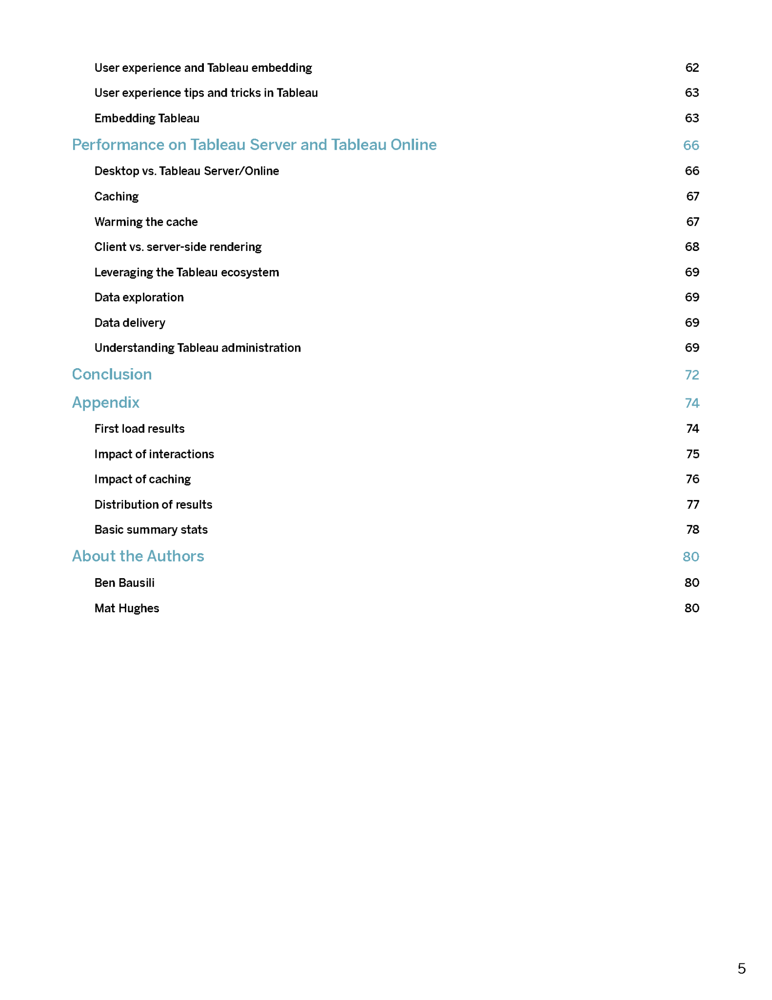 User experience and Tableau embedding 62
User experience tips and tricks in Tableau 63
Embedding Tableau 63
Performance on Tableau Server and Tableau Online 66
Desktop vs. Tableau Server/Online 66
Caching 67
Warming the cache 67
Client vs. server-side rendering 68
Leveraging the Tableau ecosystem 69
Data exploration 69
Data delivery 69
Understanding Tableau administration 69
Conclusion 72
Appendix 74
First load results 74
Impact of interactions 75
Impact of caching 76
Distribution of results 77
Basic summary stats 78
About the Authors 80
Ben Bausili 80
Mat Hughes 80
5